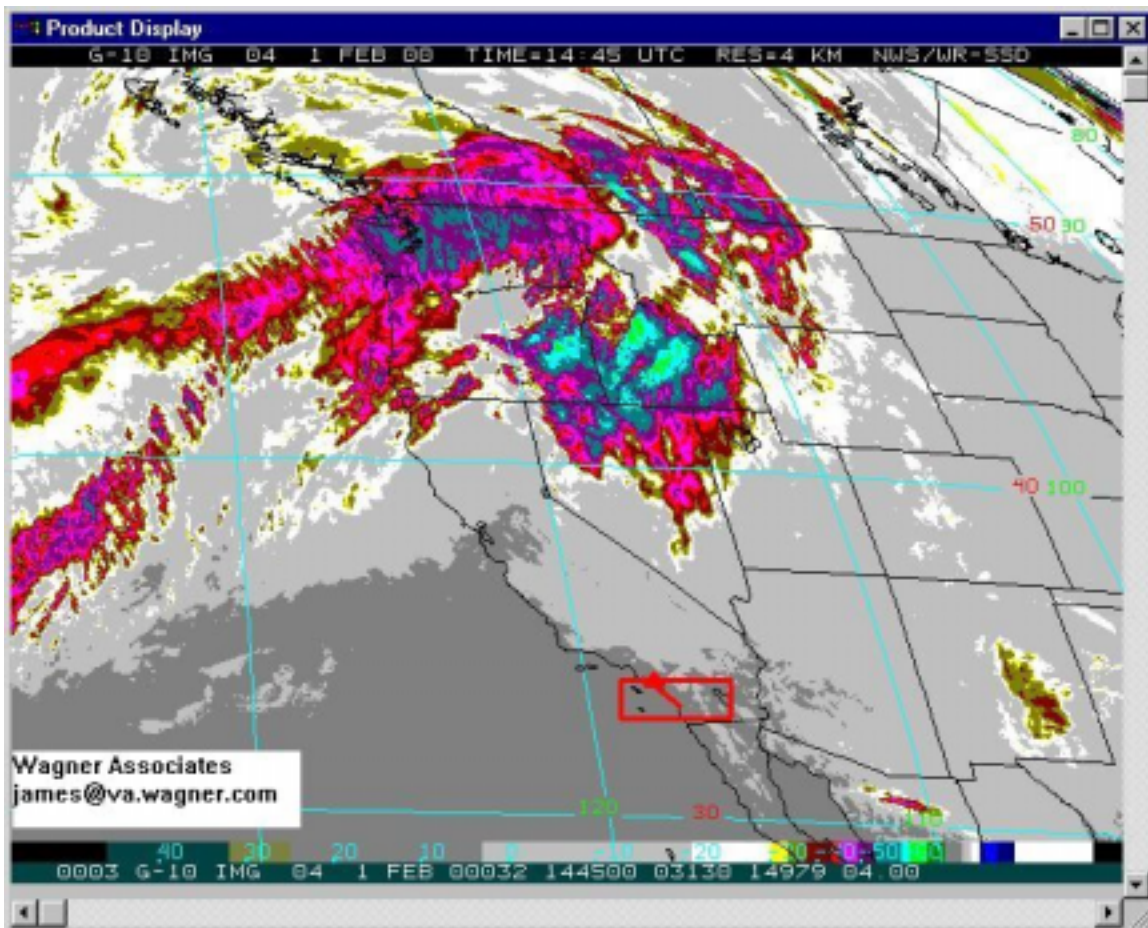 Product Display
G-10 IMG 04 1 FEB 00 TIME=14:45 UTC RES=4 KM NWS/WR-SSD
80
50 90
40 100
Wagner Associates
james@va.wagner.com
120 30 110
40 30 20 10 0 -10 -20
0003 G-10 IMG 04 1 FEB 00032 144500 03130 14979 04.00